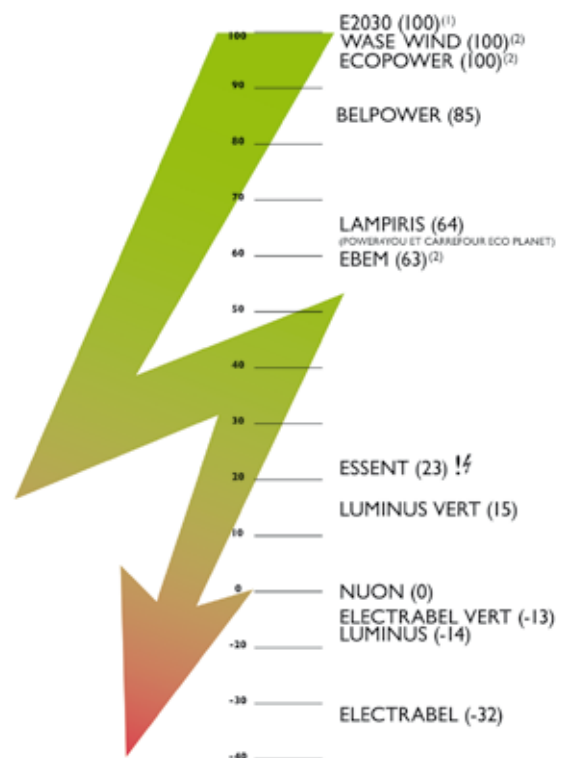 E2030 (100)(1)
100
WASE WIND (100)(2)
ECOPOWER (100)(2)
90
BELPOWER (85)
80
70
LAMPIRIS (64)
(POWER4YOU ET CARREFOUR ECO PLANET)
60
EBEM (63)(2)
50
40
30
ESSENT (23) !
20
LUMINUS VERT (15)
10
0
NUON (0)
ELECTRABEL VERT (-13)
LUMINUS (-14)
-20
-30
ELECTRABEL (-32)
-40